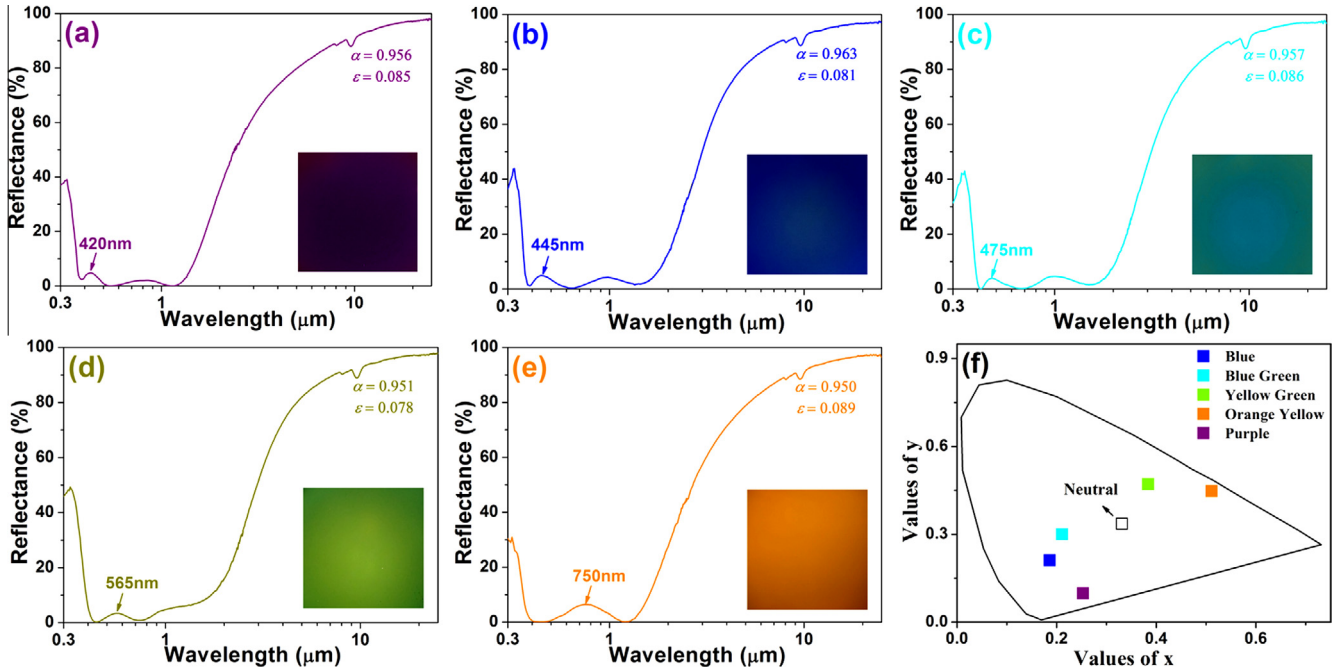 (a)
α = 0.956
ε = 0.085
420nm
Reflectance (%)
100
80
60
40
20
0
0.3
1
10
Wavelength (μm)
(b)
α = 0.963
ε = 0.081
445nm
Reflectance (%)
100
80
60
40
20
0
0.3
1
10
Wavelength (μm)
(c)
α = 0.957
ε = 0.086
475nm
Reflectance (%)
100
80
60
40
20
0
0.3
1
10
Wavelength (μm)
(d)
α = 0.951
ε = 0.078
565nm
Reflectance (%)
100
80
60
40
20
0
0.3
1
10
Wavelength (μm)
(e)
α = 0.950
ε = 0.089
750nm
Reflectance (%)
100
80
60
40
20
0
0.3
1
10
Wavelength (μm)
(f)
Blue
Blue Green
Yellow Green
Orange Yellow
Purple
Neutral
Values of y
0.9
0.6
0.3
0.0
0.0
0.2
0.4
0.6
Values of x